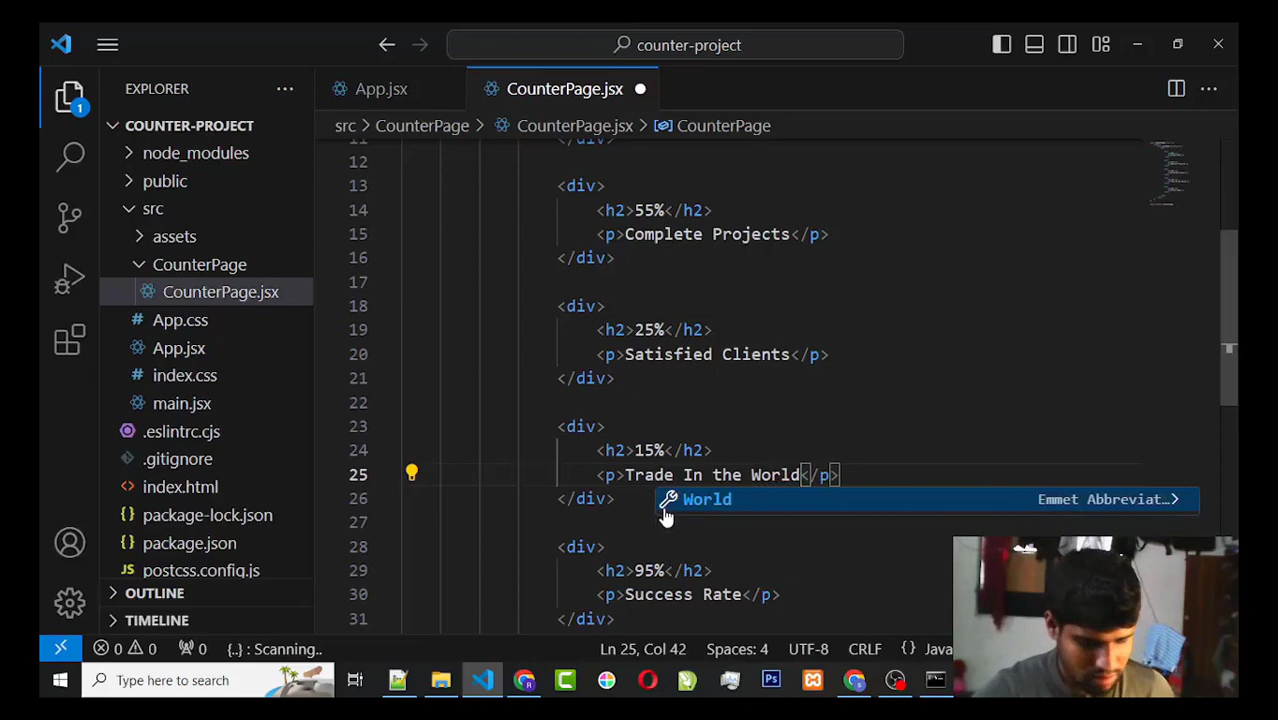 counter-project
EXPLORER
App.jsx
CounterPage.jsx
1
COUNTER-PROJECT
src > CounterPage > CounterPage.jsx > CounterPage
node_modules
public
src
assets
CounterPage
CounterPage.jsx
# App.css
App.jsx
# index.css
main.jsx
.eslintrc.cjs
.gitignore
index.html
{} package-lock.json
{} package.json
JS postcss.config.js
OUTLINE
TIMELINE
11 </div>
12
13 <div>
14 <h2>55%</h2>
15 <p>Complete Projects</p>
16 </div>
17
18 <div>
19 <h2>25%</h2>
20 <p>Satisfied Clients</p>
21 </div>
22
23 <div>
24 <h2>15%</h2>
25 <p>Trade In the World</p>
26 </div>
World Emmet Abbreviat…>
27
28 <div>
29 <h2>95%</h2>
30 <p>Success Rate</p>
31 </div>
0 0 0 {..} : Scanning.. Ln 25, Col 42 Spaces: 4 UTF-8 CRLF {} Java
Type here to search